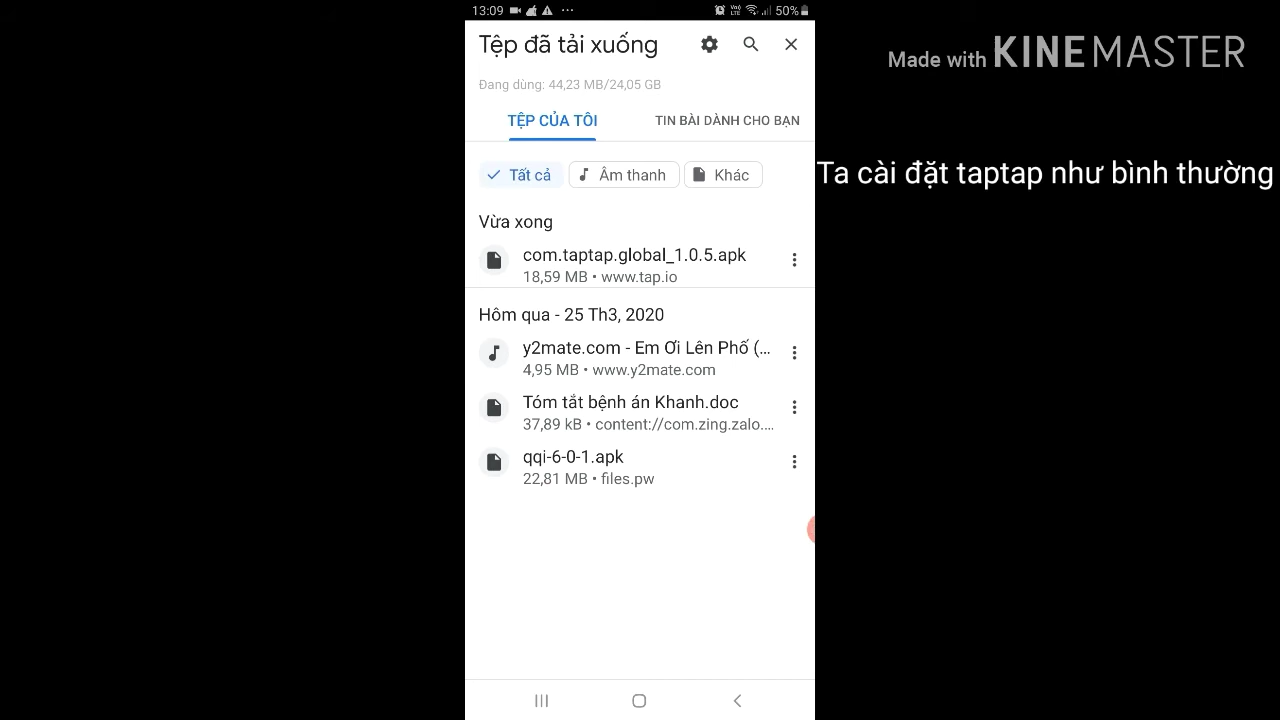 13:09
50%
Tệp đã tải xuống
Đang dùng: 44,23 MB/24,05 GB
TỆP CỦA TÔI
TIN BÀI DÀNH CHO BẠN
Tất cả
Âm thanh
Khác
Vừa xong
com.taptap.global_1.0.5.apk
18,59 MB • www.tap.io
Hôm qua - 25 Th3, 2020
y2mate.com - Em Ơi Lên Phố (...
4,95 MB • www.y2mate.com
Tóm tắt bệnh án Khanh.doc
37,89 kB • content://com.zing.zalo....
qqi-6-0-1.apk
22,81 MB • files.pw
Made with KINEMASTER
Ta cài đặt taptap như bình thường